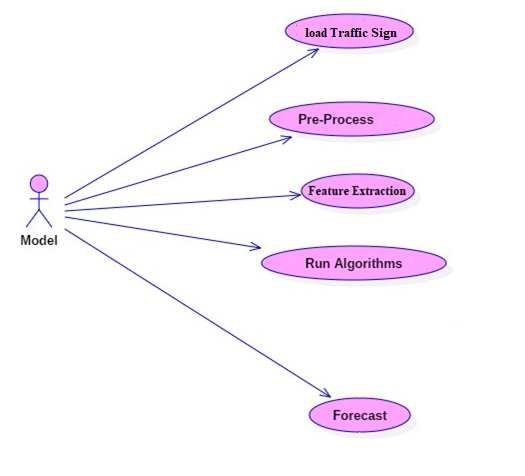 load Traffic Sign
Pre-Process
Feature Extraction
Model
Run Algorithms
Forecast